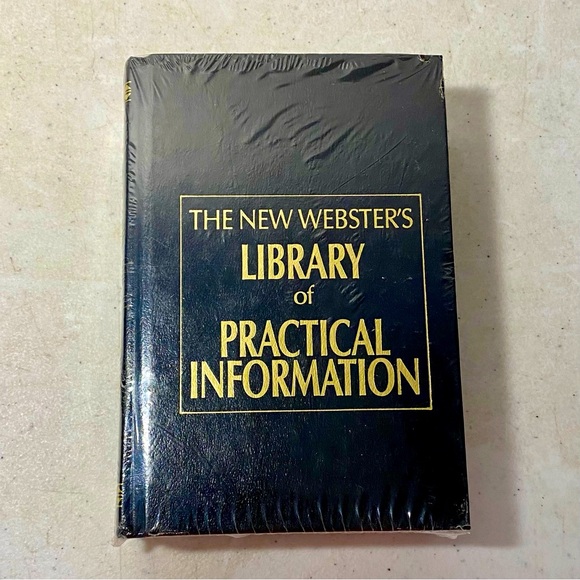 THE NEW WEBSTER'S
LIBRARY
of
PRACTICAL
INFORMATION